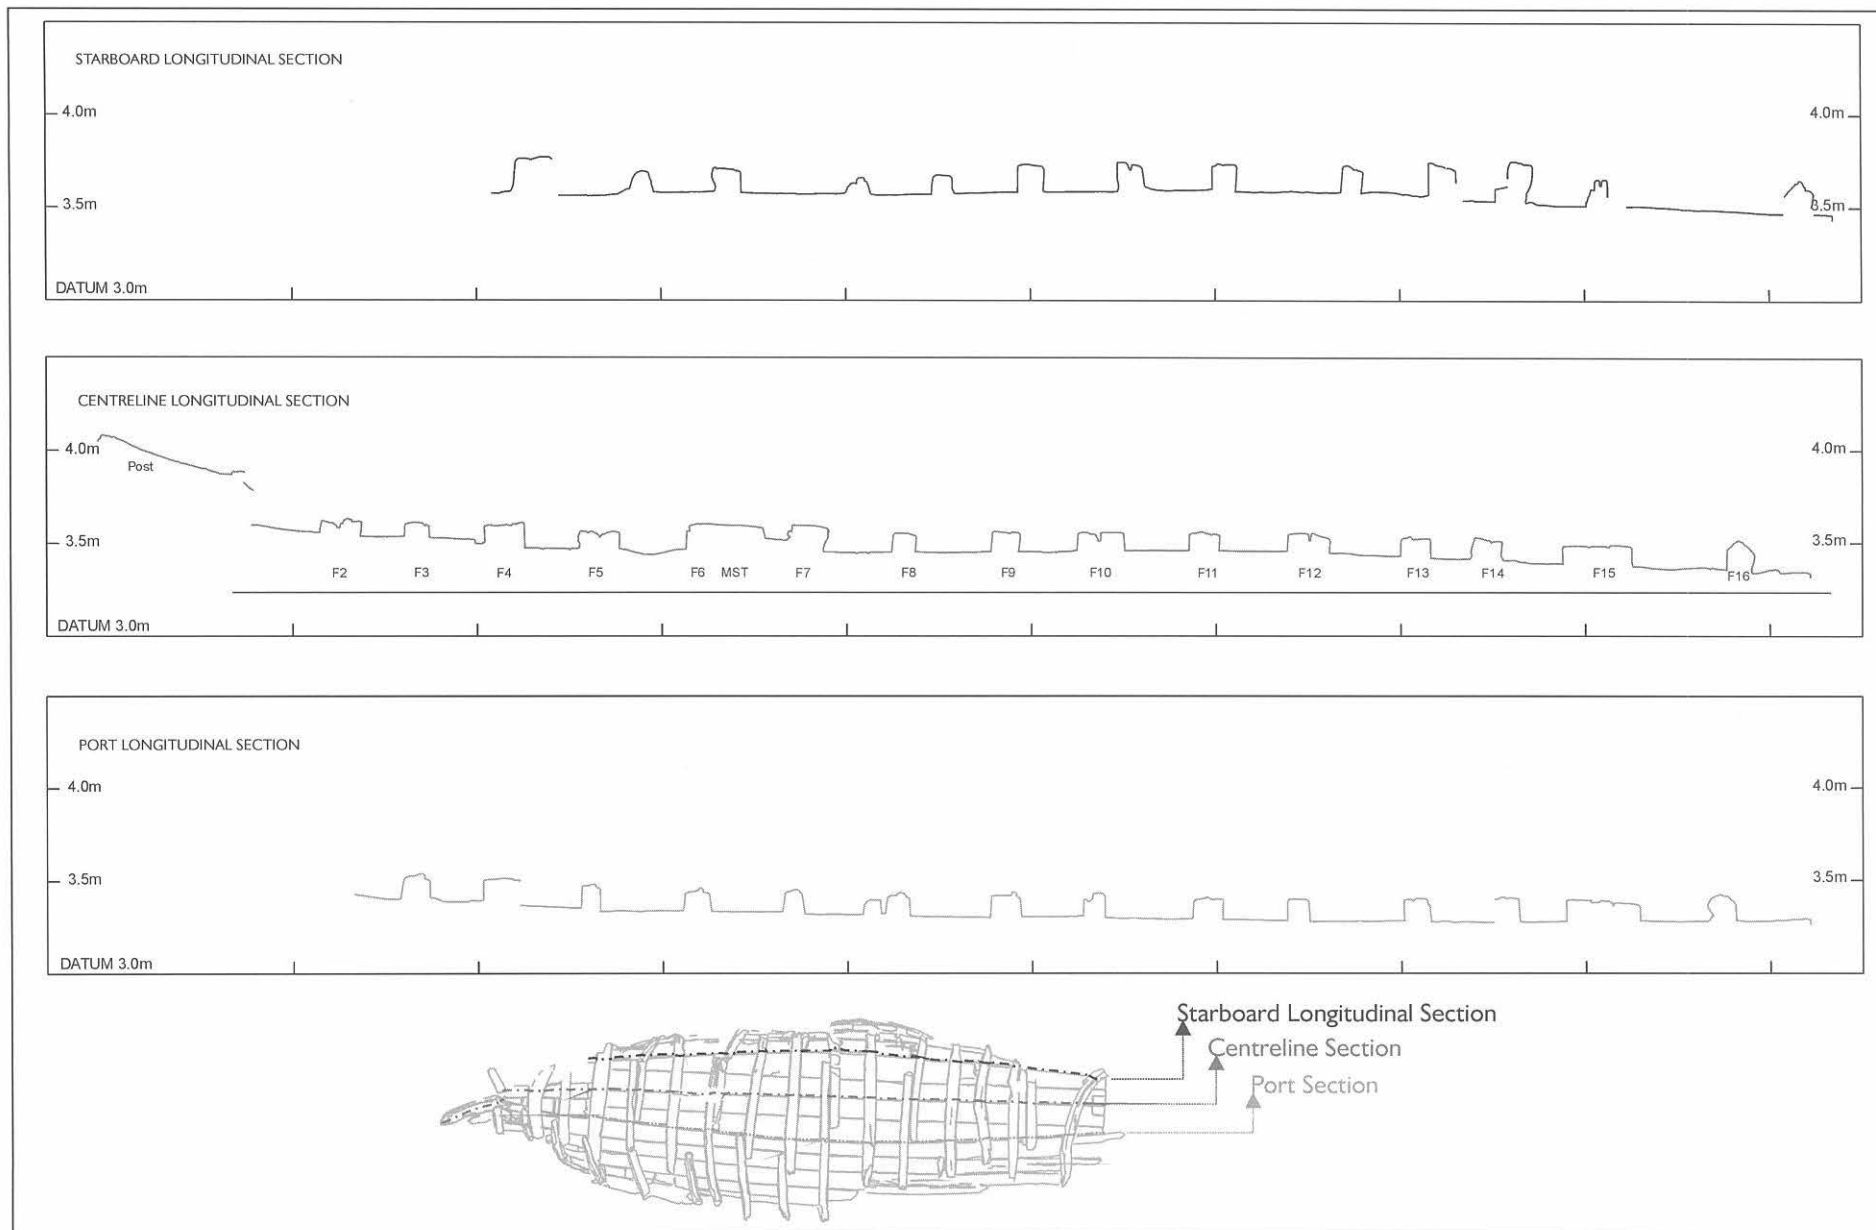 STARBOARD LONGITUDINAL SECTION
4.0m 4.0m
3.5m 3.5m
DATUM 3.0m
CENTRELINE LONGITUDINAL SECTION
4.0m 4.0m
Post
3.5m 3.5m
F2 F3 F4 F5 F6 MST F7 F8 F9 F10 F11 F12 F13 F14 F15 F16
DATUM 3.0m
PORT LONGITUDINAL SECTION
4.0m 4.0m
3.5m 3.5m
DATUM 3.0m
Starboard Longitudinal Section
Centreline Section
Port Section